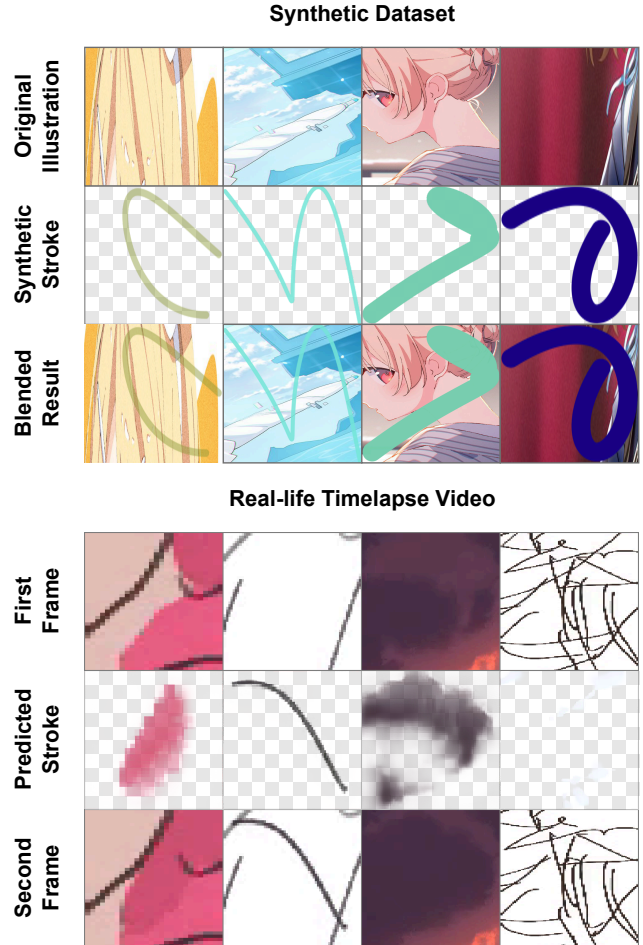 Synthetic Dataset
Original
Illustration
Synthetic
Stroke
Blended
Result
Real-life Timelapse Video
First
Frame
Predicted
Stroke
Second
Frame